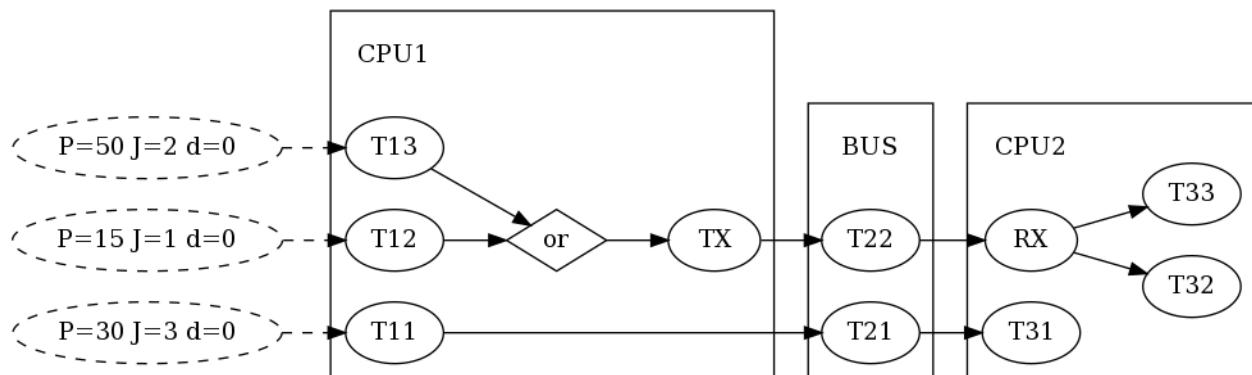 CPU1
P=50 J=2 d=0
T13
BUS
CPU2
T33
P=15 J=1 d=0
T12
or
TX
T22
RX
T32
P=30 J=3 d=0
T11
T21
T31